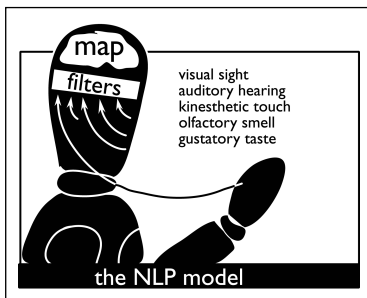 map
filters
visual sight
auditory hearing
kinesthetic touch
olfactory smell
gustatory taste
the NLP model